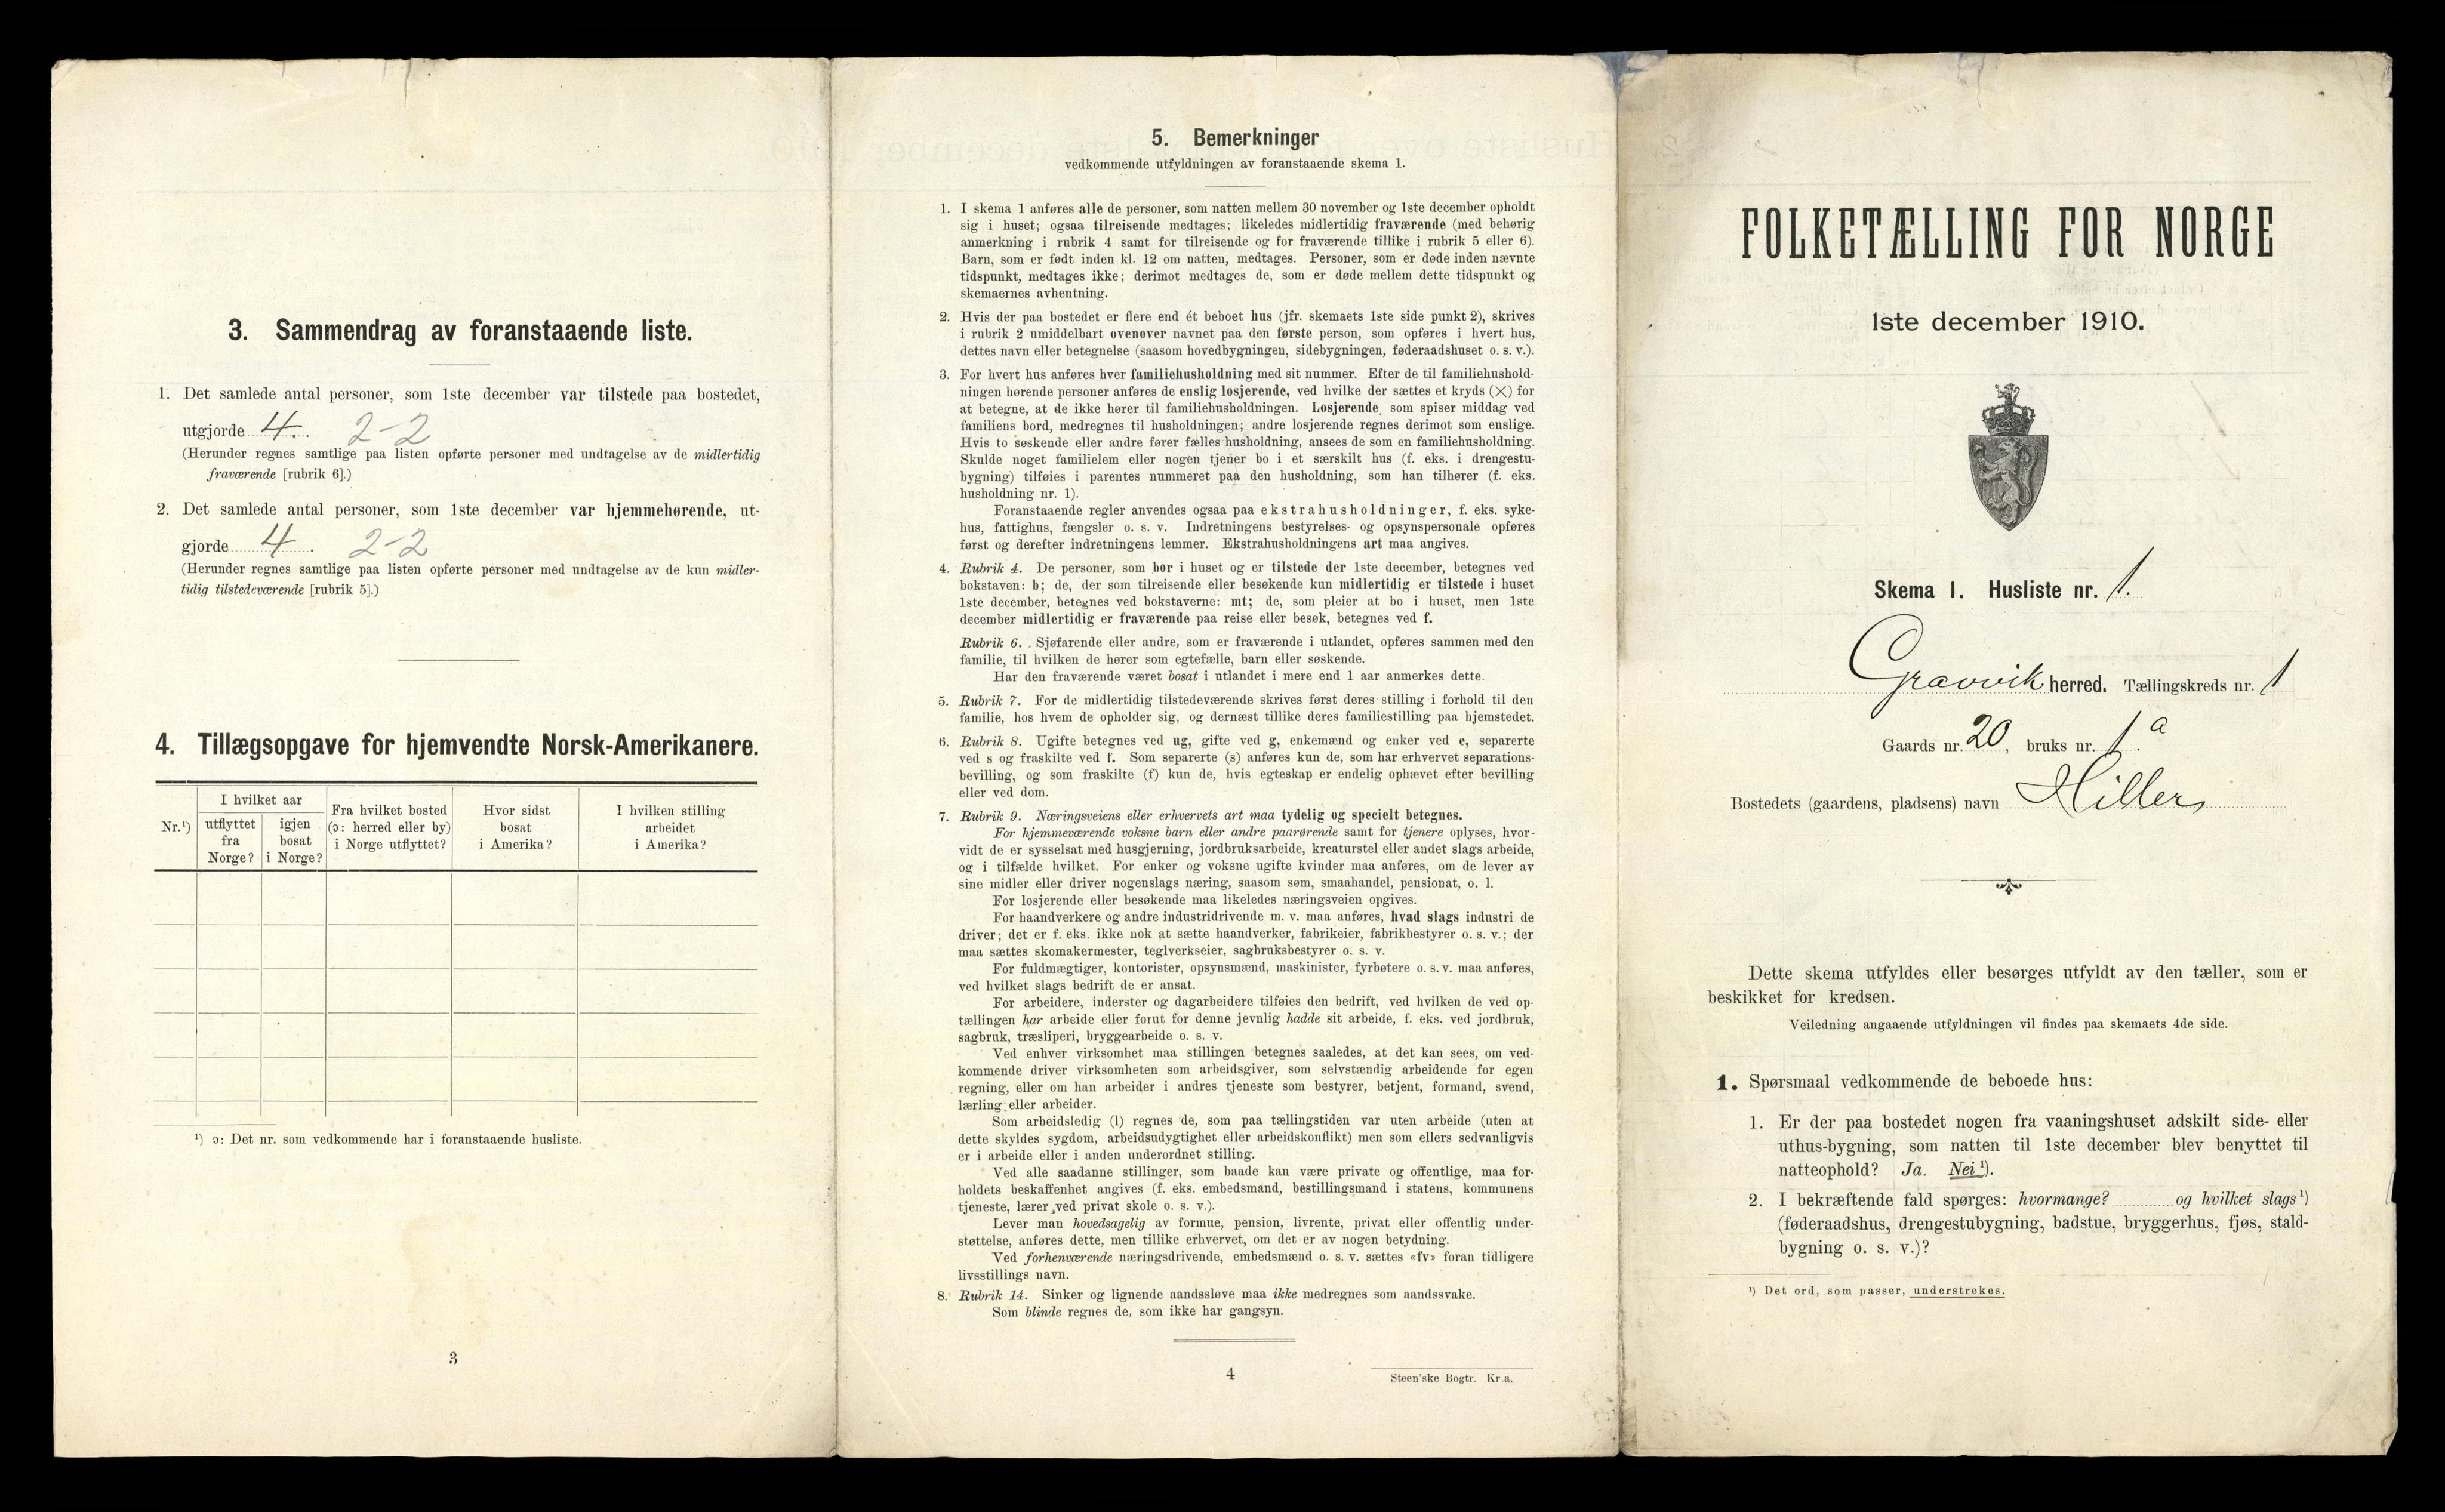 3. Sammendrag av foranstaaende liste.
1. Det samlede antal personer, som 1ste december var tilstede paa bostedet,
utgjorde 4. 2-2
(Herunder regnes samtlige paa listen opførte personer med undtagelse av de midlertidig
fraværende [rubrik 6].)
2. Det samlede antal personer, som 1ste december var hjemmehørende, ut-
gjorde 4. 2-2
(Herunder regnes samtlige paa listen opførte personer med undtagelse av de kun midler-
tidig tilstedeværende [rubrik 5].)
4. Tillægsopgave for hjemvendte Norsk-Amerikanere.
Nr.¹)
I hvilket aar
utflyttet
fra
Norge?
igjen
bosat
i Norge?
Fra hvilket bosted
(ɔ: herred eller by)
i Norge utflyttet?
Hvor sidst
bosat
i Amerika?
I hvilken stilling
arbeidet
i Amerika?
¹) ɔ: Det nr. som vedkommende har i foranstaaende husliste.
3
5. Bemerkninger
vedkommende utfyldningen av foranstaaende skema 1.
1. I skema 1 anføres alle de personer, som natten mellem 30 november og 1ste december opholdt
sig i huset; ogsaa tilreisende medtages; likeledes midlertidig fraværende (med behørig
anmerkning i rubrik 4 samt for tilreisende og for fraværende tillike i rubrik 5 eller 6).
Barn, som er født inden kl. 12 om natten, medtages. Personer, som er døde inden nævnte
tidspunkt, medtages ikke; derimot medtages de, som er døde mellem dette tidspunkt og
skemaernes avhentning.
2. Hvis der paa bostedet er flere end ét beboet hus (jfr. skemaets 1ste side punkt 2), skrives
i rubrik 2 umiddelbart ovenover navnet paa den første person, som opføres i hvert hus,
dettes navn eller betegnelse (saasom hovedbygningen, sidebygningen, føderaadshuset o. s. v.).
3. For hvert hus anføres hver familiehusholdning med sit nummer. Efter de til familiehushold-
ningen hørende personer anføres de enslig losjerende, ved hvilke der sættes et kryds (×) for
at betegne, at de ikke hører til familiehusholdningen. Losjerende som spiser middag ved
familiens bord, medregnes til husholdningen; andre losjerende regnes derimot som enslige.
Hvis to søskende eller andre fører fælles husholdning, ansees de som en familiehusholdning.
Skulde noget familielem eller nogen tjener bo i et særskilt hus (f. eks. i drengestu-
bygning) tilføies i parentes nummeret paa den husholdning, som han tilhører (f. eks.
husholdning nr. 1).
Foranstaaende regler anvendes ogsaa paa ekstrahusholdninger, f. eks. syke-
hus, fattighus, fængsler o. s. v. Indretningens bestyrelses- og opsynspersonale opføres
først og derefter indretningens lemmer. Ekstrahusholdningens art maa angives.
4. Rubrik 4. De personer, som bor i huset og er tilstede der 1ste december, betegnes ved
bokstaven: b; de, der som tilreisende eller besøkende kun midlertidig er tilstede i huset
1ste december, betegnes ved bokstaverne: mt; de, som pleier at bo i huset, men 1ste
december midlertidig er fraværende paa reise eller besøk, betegnes ved f.
Rubrik 6. Sjøfarende eller andre, som er fraværende i utlandet, opføres sammen med den
familie, til hvilken de hører som egtefælle, barn eller søskende.
Har den fraværende været bosat i utlandet i mere end 1 aar anmerkes dette.
5. Rubrik 7. For de midlertidig tilstedeværende skrives først deres stilling i forhold til den
familie, hos hvem de opholder sig, og dernæst tillike deres familiestilling paa hjemstedet.
6. Rubrik 8. Ugifte betegnes ved ug, gifte ved g, enkemænd og enker ved e, separerte
ved s og fraskilte ved f. Som separerte (s) anføres kun de, som har erhvervet separations-
bevilling, og som fraskilte (f) kun de, hvis egteskap er endelig ophævet efter bevilling
eller ved dom.
7. Rubrik 9. Næringsveiens eller erhvervets art maa tydelig og specielt betegnes.
For hjemmeværende voksne barn eller andre paarørende samt for tjenere oplyses, hvor-
vidt de er sysselsat med husgjerning, jordbruksarbeide, kreaturstel eller andet slags arbeide,
og i tilfælde hvilket. For enker og voksne ugifte kvinder maa anføres, om de lever av
sine midler eller driver nogenslags næring, saasom søm, smaahandel, pensionat, o. l.
For losjerende eller besøkende maa likeledes næringsveien opgives.
For haandverkere og andre industridrivende m. v. maa anføres, hvad slags industri de
driver; det er f. eks. ikke nok at sætte haandverker, fabrikeier, fabrikbestyrer o. s. v.; der
maa sættes skomakermester, teglverkseier, sagbruksbestyrer o. s. v.
For fuldmægtiger, kontorister, opsynsmænd, maskinister, fyrbøtere o. s. v. maa anføres,
ved hvilket slags bedrift de er ansat.
For arbeidere, inderster og dagarbeidere tilføies den bedrift, ved hvilken de ved op-
tællingen har arbeide eller forut for denne jevnlig hadde sit arbeide, f. eks. ved jordbruk,
sagbruk, træsliperi, bryggearbeide o. s. v.
Ved enhver virksomhet maa stillingen betegnes saaledes, at det kan sees, om ved-
kommende driver virksomheten som arbeidsgiver, som selvstændig arbeidende for egen
regning, eller om han arbeider i andres tjeneste som bestyrer, betjent, formand, svend,
lærling eller arbeider.
Som arbeidsledig (l) regnes de, som paa tællingstiden var uten arbeide (uten at
dette skyldes sygdom, arbeidsudygtighet eller arbeidskonflikt) men som ellers sedvanligvis
er i arbeide eller i anden underordnet stilling.
Ved alle saadanne stillinger, som baade kan være private og offentlige, maa for-
holdets beskaffenhet angives (f. eks. embedsmand, bestillingsmand i statens, kommunens
tjeneste, lærer ved privat skole o. s. v.).
Lever man hovedsagelig av formue, pension, livrente, privat eller offentlig under-
støttelse, anføres dette, men tillike erhvervet, om det er av nogen betydning.
Ved forhenværende næringsdrivende, embedsmænd o. s. v. sættes «fv» foran tidligere
livsstillings navn.
8. Rubrik 14. Sinker og lignende aandssløve maa ikke medregnes som aandssvake.
Som blinde regnes de, som ikke har gangsyn.
4
Steen'ske Bogtr. Kr.a.
FOLKETÆLLING FOR NORGE
1ste december 1910.
Skema 1. Husliste nr. 1.
Gravvik herred. Tællingskreds nr. 1
Gaards nr. 20, bruks nr. 1.a
Bostedets (gaardens, pladsens) navn Hiller
Dette skema utfyldes eller besørges utfyldt av den tæller, som er
beskikket for kredsen.
Veiledning angaaende utfyldningen vil findes paa skemaets 4de side.
1. Spørsmaal vedkommende de beboede hus:
1. Er der paa bostedet nogen fra vaaningshuset adskilt side- eller
uthus-bygning, som natten til 1ste december blev benyttet til
natteophold? Ja. Nei¹).
2. I bekræftende fald spørges: hvormange? og hvilket slags¹)
(føderaadshus, drengestubygning, badstue, bryggerhus, fjøs, stald-
bygning o. s. v.)?
¹) Det ord, som passer, understrekes.